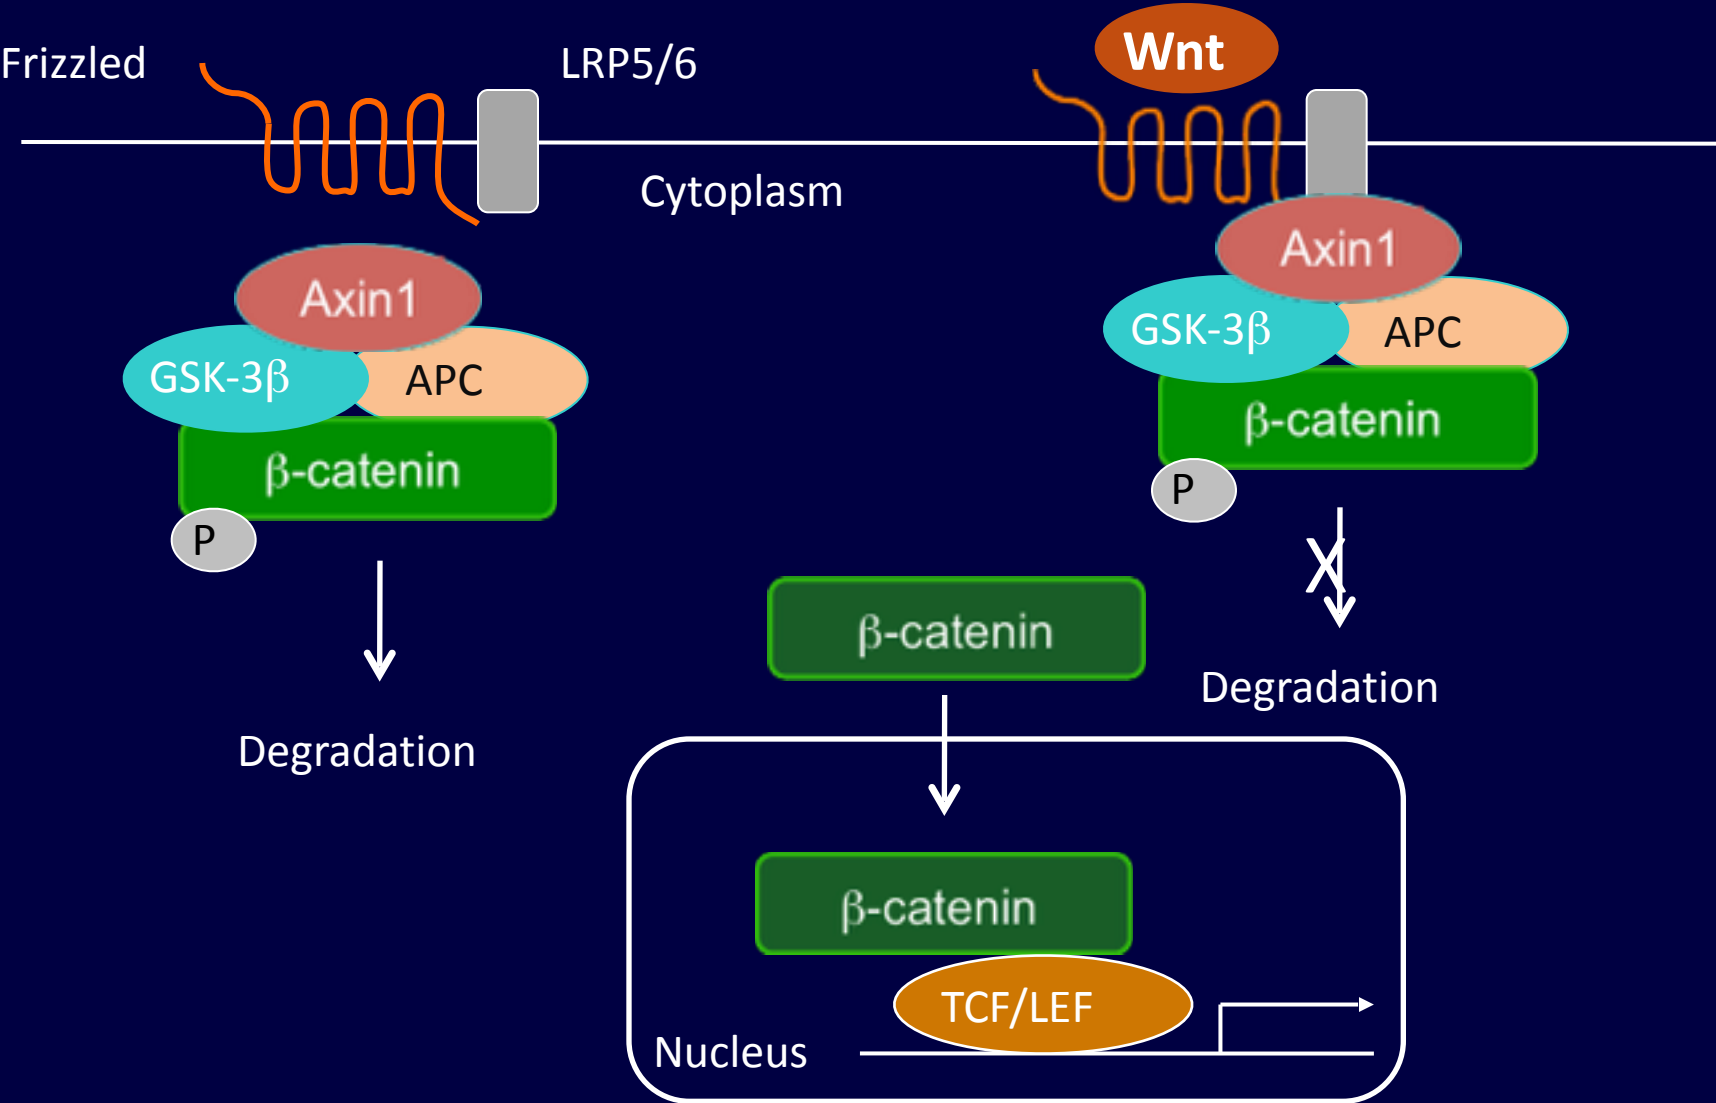 Frizzled
LRP5/6
Wnt
Cytoplasm
Axin1
GSK-3β
APC
β-catenin
P
Degradation
Axin1
GSK-3β
APC
β-catenin
P
X
Degradation
β-catenin
β-catenin
TCF/LEF
Nucleus